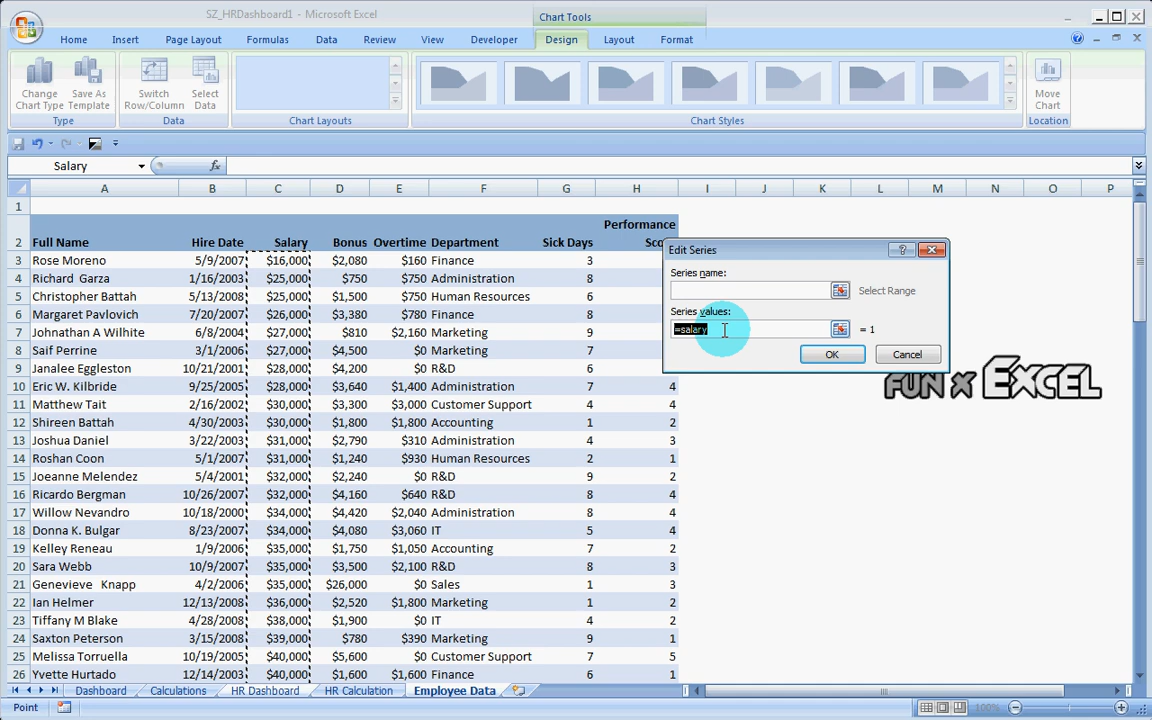 SZ_HRDashboard1 - Microsoft Excel
Chart Tools
Home Insert Page Layout Formulas Data Review View Developer Design Layout Format
Change Chart Type
Save As Template
Switch Row/Column
Select Data
Move Chart
Type Data Chart Layouts Chart Styles Location
Salary fx
A B C D E F G H I J K L M N O P
1
2 Full Name Hire Date Salary Bonus Overtime Department Sick Days Performance
3 Rose Moreno 5/9/2007 $16,000 $2,080 $160 Finance 3
4 Richard Garza 1/16/2003 $25,000 $750 $750 Administration 8
5 Christopher Battah 5/13/2008 $25,000 $1,500 $750 Human Resources 6
6 Margaret Pavlovich 7/20/2007 $26,000 $3,380 $780 Finance 8
7 Johnathan A Wilhite 6/8/2004 $27,000 $810 $2,160 Marketing 9
8 Saif Perrine 3/1/2006 $27,000 $4,500 $0 Marketing 7
9 Janalee Eggleston 10/21/2001 $28,000 $4,200 $0 R&D 6
10 Eric W. Kilbride 9/25/2005 $28,000 $3,640 $1,400 Administration 7 4
11 Matthew Tait 2/16/2002 $30,000 $3,300 $3,000 Customer Support 4 4
12 Shireen Battah 4/30/2003 $30,000 $1,800 $1,800 Accounting 1 2
13 Joshua Daniel 3/22/2003 $31,000 $2,790 $310 Administration 4 3
14 Roshan Coon 5/1/2007 $31,000 $1,240 $930 Human Resources 2 1
15 Joeanne Melendez 5/4/2001 $32,000 $2,240 $0 R&D 9 2
16 Ricardo Bergman 10/26/2007 $32,000 $4,160 $640 R&D 8 4
17 Willow Nevandro 10/18/2000 $34,000 $4,420 $2,040 Administration 8 4
18 Donna K. Bulgar 8/23/2007 $34,000 $4,080 $3,060 IT 5 4
19 Kelley Reneau 1/9/2006 $35,000 $1,750 $1,050 Accounting 7 2
20 Sara Webb 10/9/2007 $35,000 $3,500 $2,100 R&D 8 3
21 Genevieve Knapp 4/2/2006 $35,000 $26,000 $0 Sales 1 3
22 Ian Helmer 12/13/2008 $36,000 $2,520 $1,800 Marketing 1 2
23 Tiffany M Blake 4/28/2008 $38,000 $1,900 $0 IT 4 2
24 Saxton Peterson 3/15/2008 $39,000 $780 $390 Marketing 9 1
25 Melissa Torruella 10/19/2005 $40,000 $5,600 $0 Customer Support 7 5
26 Yvette Hurtado 12/14/2003 $40,000 $1,600 $1,600 Finance 6 1
Edit Series
Series name:
Select Range
Series values:
=salary = 1
OK Cancel
FUN X EXCEL
Dashboard Calculations HR Dashboard HR Calculation Employee Data
Point 100%